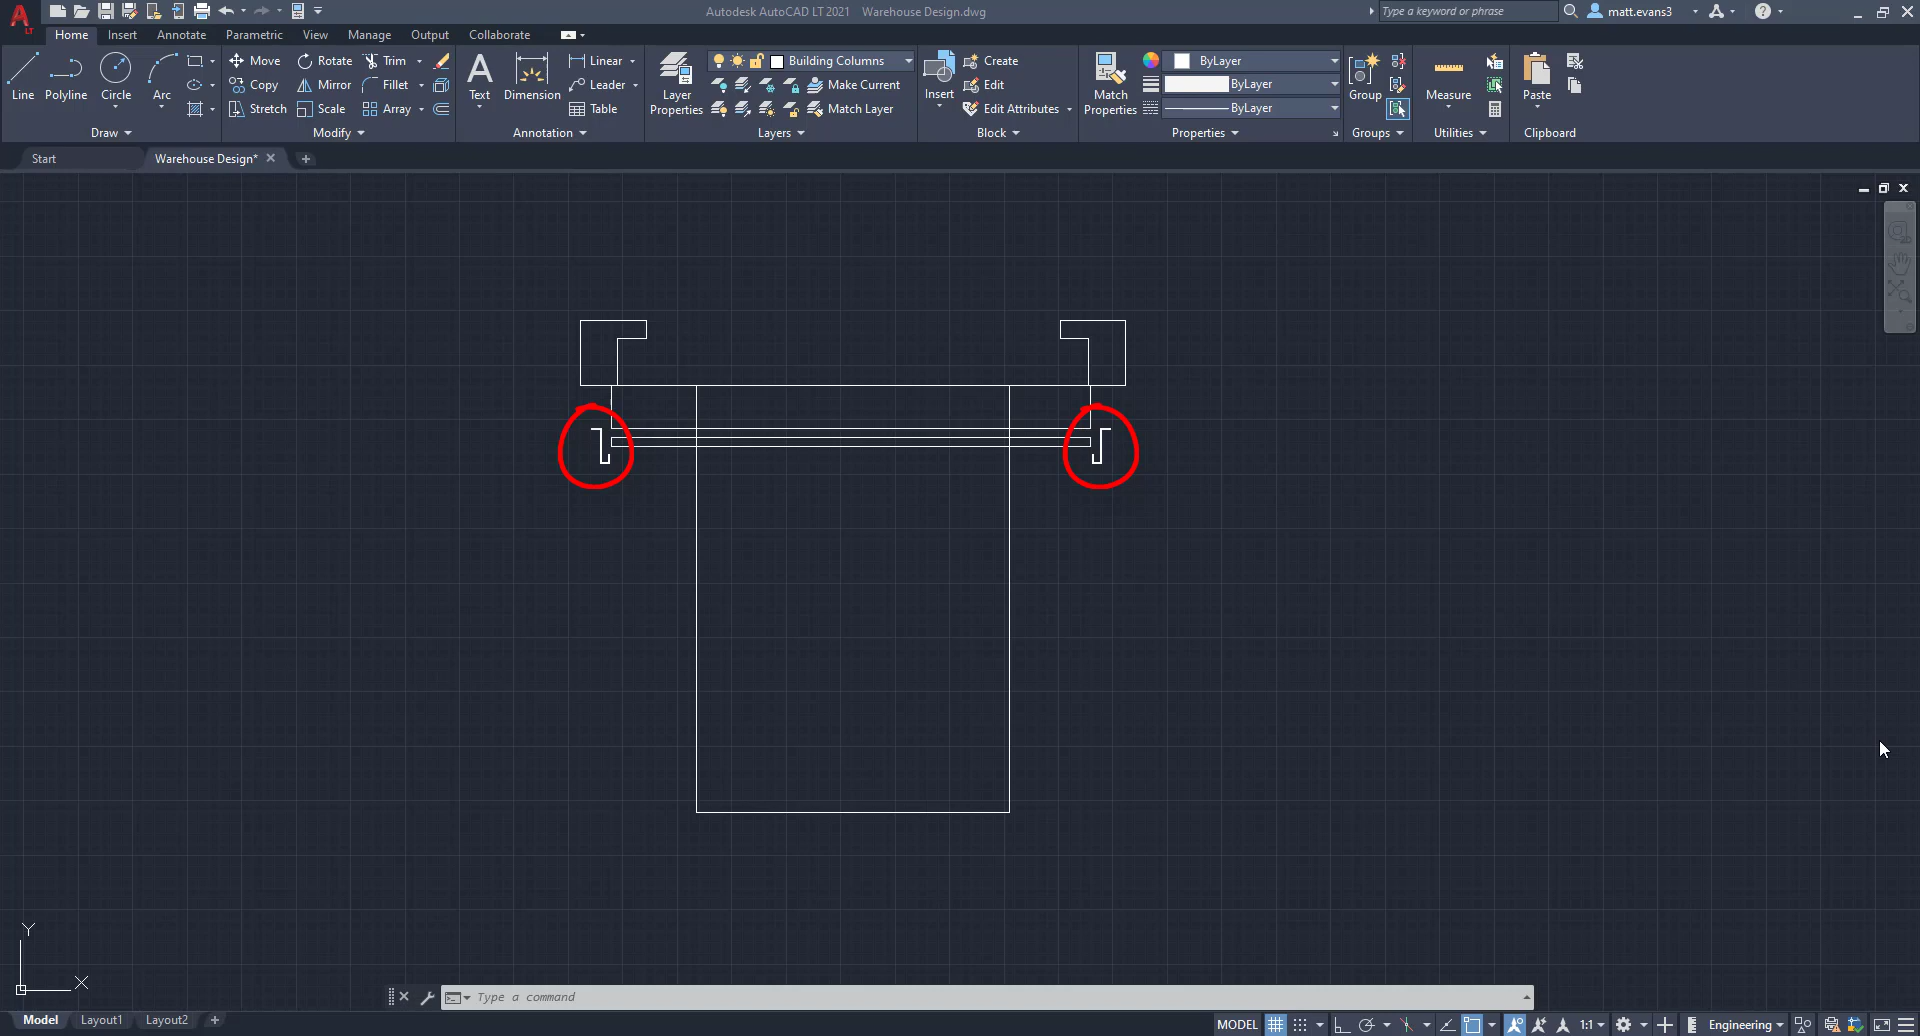 LT
Autodesk AutoCAD LT 2021 Warehouse Design.dwg
Type a keyword or phrase
matt.evans3
Home Insert Annotate Parametric View Manage Output Collaborate
Line
Polyline
Circle
Arc
Draw
Move Rotate Trim
Copy Mirror Fillet
Stretch Scale Array
Modify
Text
Dimension
Linear
Leader
Table
Annotation
Layer
Properties
Building Columns
Make Current
Match Layer
Layers
Insert
Create
Edit
Edit Attributes
Block
Match
Properties
ByLayer
ByLayer
ByLayer
Properties
Group
Groups
Measure
Utilities
Paste
Clipboard
Start Warehouse Design*
Y
X
Type a command
Model Layout1 Layout2
MODEL 1:1 Engineering